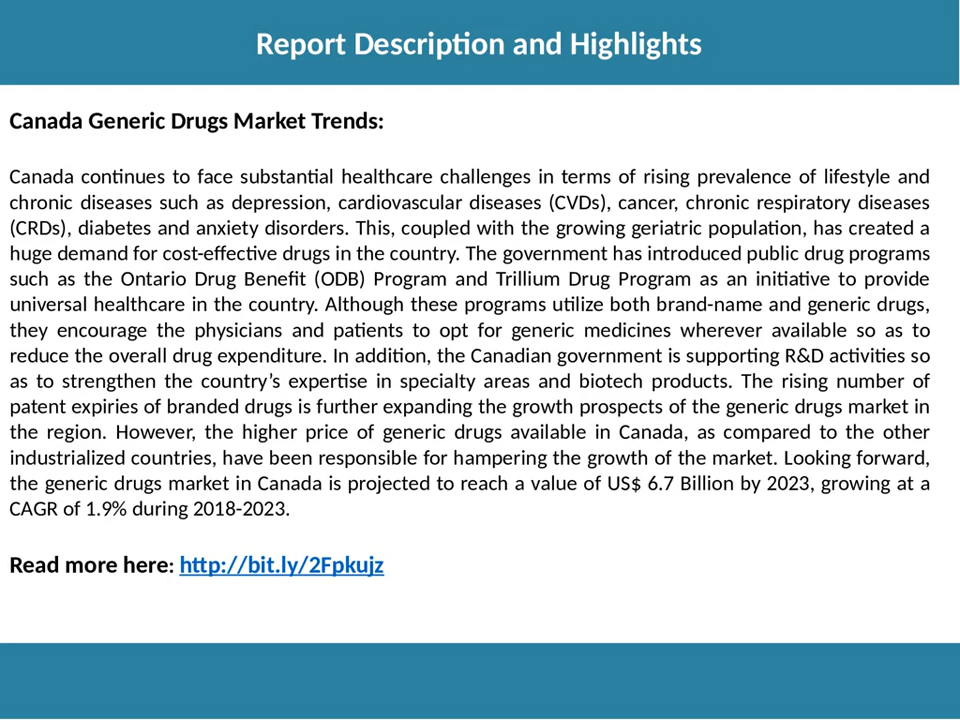 Report Description and Highlights
Canada Generic Drugs Market Trends:
Canada continues to face substantial healthcare challenges in terms of rising prevalence of lifestyle and
chronic diseases such as depression, cardiovascular diseases (CVDs), cancer, chronic respiratory diseases
(CRDs), diabetes and anxiety disorders. This, coupled with the growing geriatric population, has created a
huge demand for cost-effective drugs in the country. The government has introduced public drug programs
such as the Ontario Drug Benefit (ODB) Program and Trillium Drug Program as an initiative to provide
universal healthcare in the country. Although these programs utilize both brand-name and generic drugs,
they encourage the physicians and patients to opt for generic medicines wherever available so as to
reduce the overall drug expenditure. In addition, the Canadian government is supporting R&D activities so
as to strengthen the country’s expertise in specialty areas and biotech products. The rising number of
patent expiries of branded drugs is further expanding the growth prospects of the generic drugs market in
the region. However, the higher price of generic drugs available in Canada, as compared to the other
industrialized countries, have been responsible for hampering the growth of the market. Looking forward,
the generic drugs market in Canada is projected to reach a value of US$ 6.7 Billion by 2023, growing at a
CAGR of 1.9% during 2018-2023.
Read more here: http://bit.ly/2Fpkujz